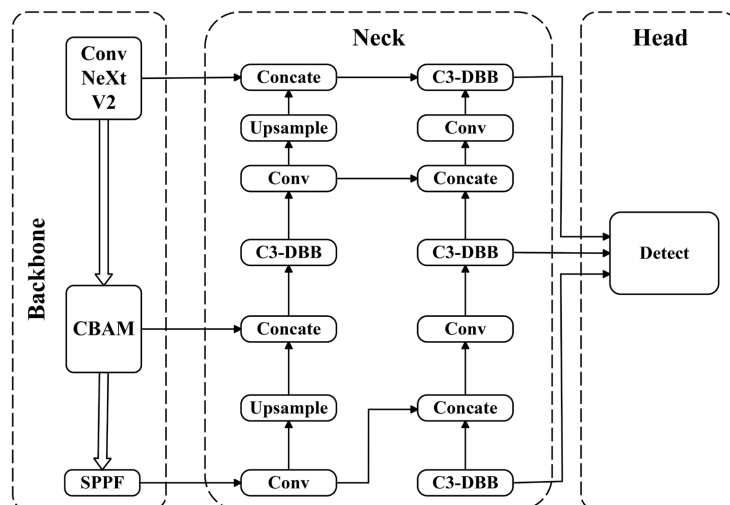 Backbone
Conv
NeXt
V2
CBAM
SPPF
Neck
Concate
Upsample
Conv
C3-DBB
Concate
Upsample
Conv
C3-DBB
Conv
Concate
C3-DBB
Conv
Concate
C3-DBB
Head
Detect